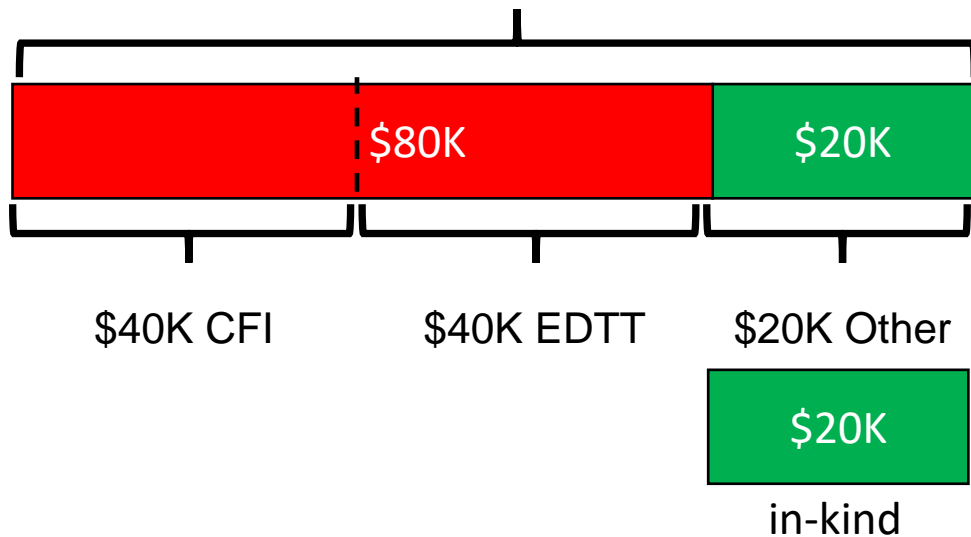 $80K
$20K
$40K CFI
$40K EDTT
$20K Other
$20K
in-kind